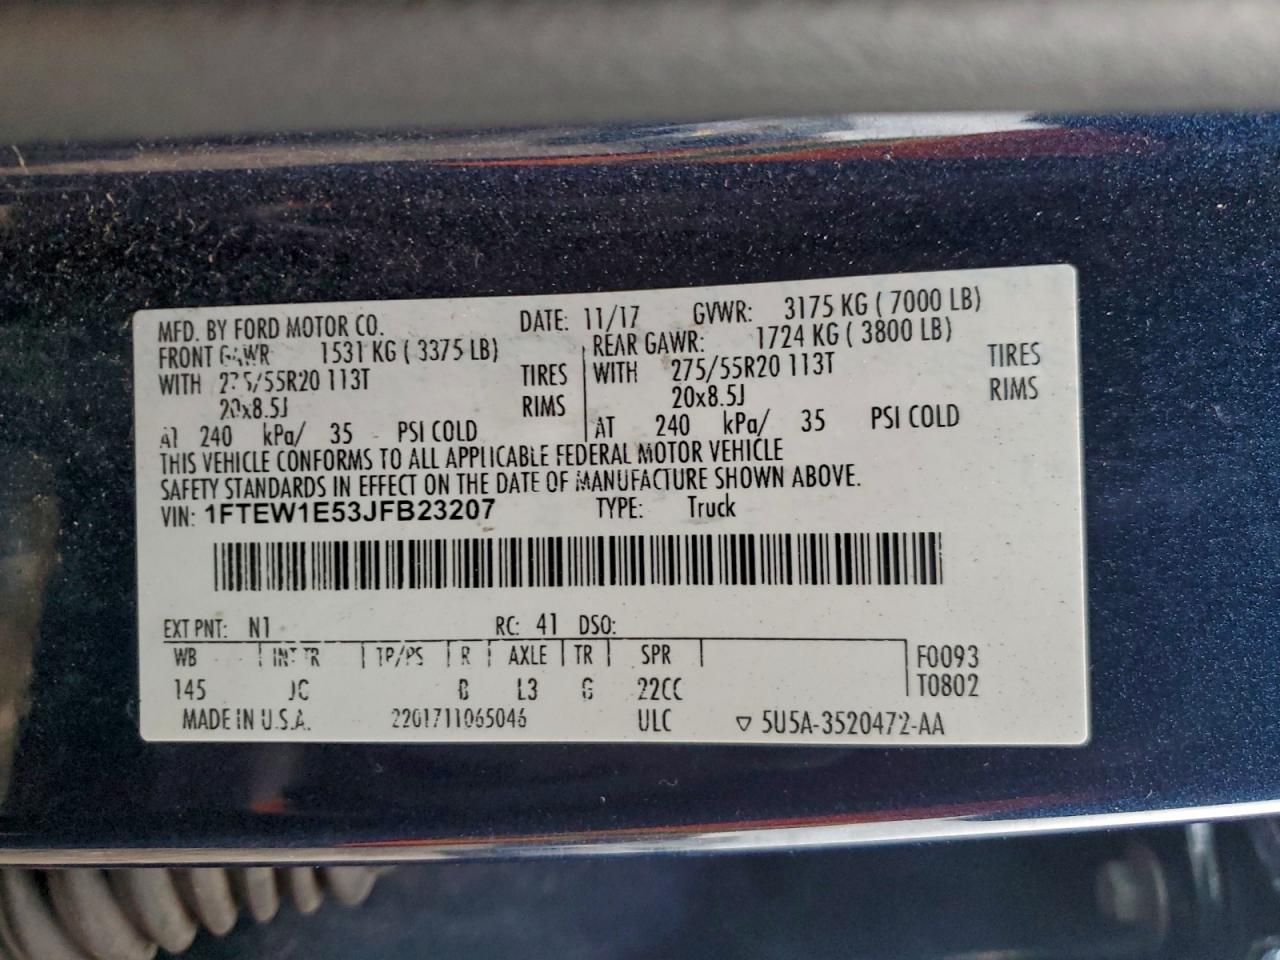 MFD. BY FORD MOTOR CO. DATE: 11/17 GVWR: 3175 KG ( 7000 LB)
FRONT GAWR 1531 KG ( 3375 LB) REAR GAWR: 1724 KG ( 3800 LB)
WITH 275/55R20 113T TIRES WITH 275/55R20 113T TIRES
20x8.5J RIMS 20x8.5J RIMS
AT 240 kPa/ 35 PSI COLD AT 240 kPa/ 35 PSI COLD
THIS VEHICLE CONFORMS TO ALL APPLICABLE FEDERAL MOTOR VEHICLE
SAFETY STANDARDS IN EFFECT ON THE DATE OF MANUFACTURE SHOWN ABOVE.
VIN: 1FTEW1E53JFB23207 TYPE: Truck
EXT PNT: N1 RC: 41 DSO:
WB INT TR TP/PS R AXLE TR SPR F0093
145 JC B L3 G 22CC T0802
MADE IN U.S.A. 2201711065046 ULC ▽ 5U5A-3520472-AA